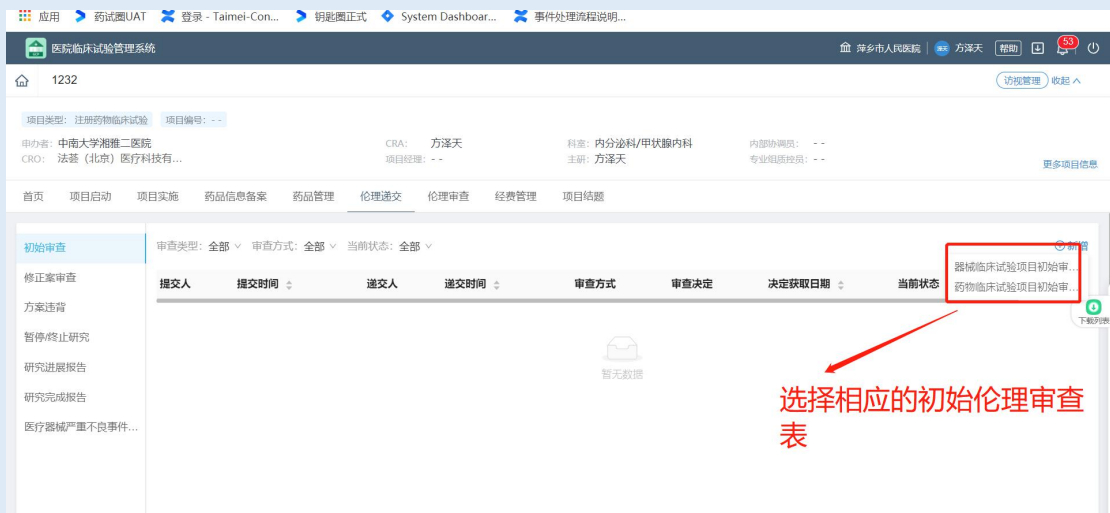 应用 药试圈UAT 登录 - Taimei-Con... 钥匙圈正式 System Dashboar... 事件处理流程说明...
医院临床试验管理系统 萍乡市人民医院 方泽天 帮助 53
1232 访视管理 收起
项目类型: 注册药物临床试验 项目编号: - -
申办者: 中南大学湘雅二医院 CRA: 方泽天 科室: 内分泌科/甲状腺内科 内部协调员: - -
CRO: 法荟（北京）医疗科技有... 项目经理: - - 主研: 方泽天 专业组质控员: - -
更多项目信息
首页 项目启动 项目实施 药品信息备案 药品管理 伦理递交 伦理审查 经费管理 项目结题
初始审查 审查类型: 全部 审查方式: 全部 当前状态: 全部 新增
器械临床试验项目初始审...
修正案审查 提交人 提交时间 递交人 递交时间 审查方式 审查决定 决定获取日期 当前状态 药物临床试验项目初始审...
方案违背
下载列表
暂停/终止研究
研究进展报告 暂无数据
研究完成报告
选择相应的初始伦理审查
表
医疗器械严重不良事件...